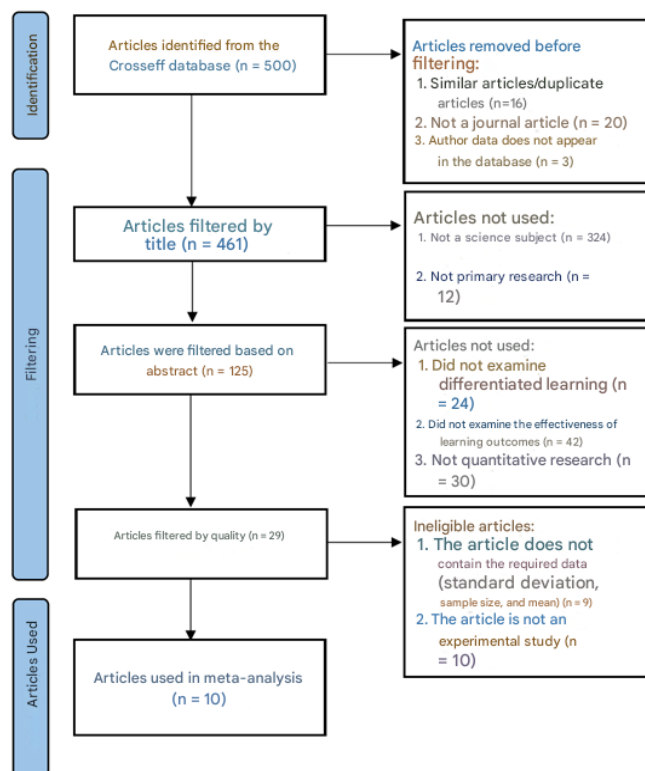 Identification
Articles identified from the
Crosseff database (n = 500)
Articles removed before
filtering:
1. Similar articles/duplicate
articles (n=16)
2. Not a journal article (n = 20)
3. Author data does not appear
in the database (n = 3)
Filtering
Articles filtered by
title (n = 461)
Articles not used:
1. Not a science subject (n = 324)
2. Not primary research (n =
12)
Articles were filtered based on
abstract (n = 125)
Articles not used:
1. Did not examine
differentiated learning (n
= 24)
2. Did not examine the effectiveness of
learning outcomes (n = 42)
3. Not quantitative research (n
= 30)
Articles filtered by quality (n = 29)
Ineligible articles:
1. The article does not
contain the required data
(standard deviation,
sample size, and mean) (n = 9)
2. The article is not an
experimental study (n
= 10)
Articles Used
Articles used in meta-analysis
(n = 10)